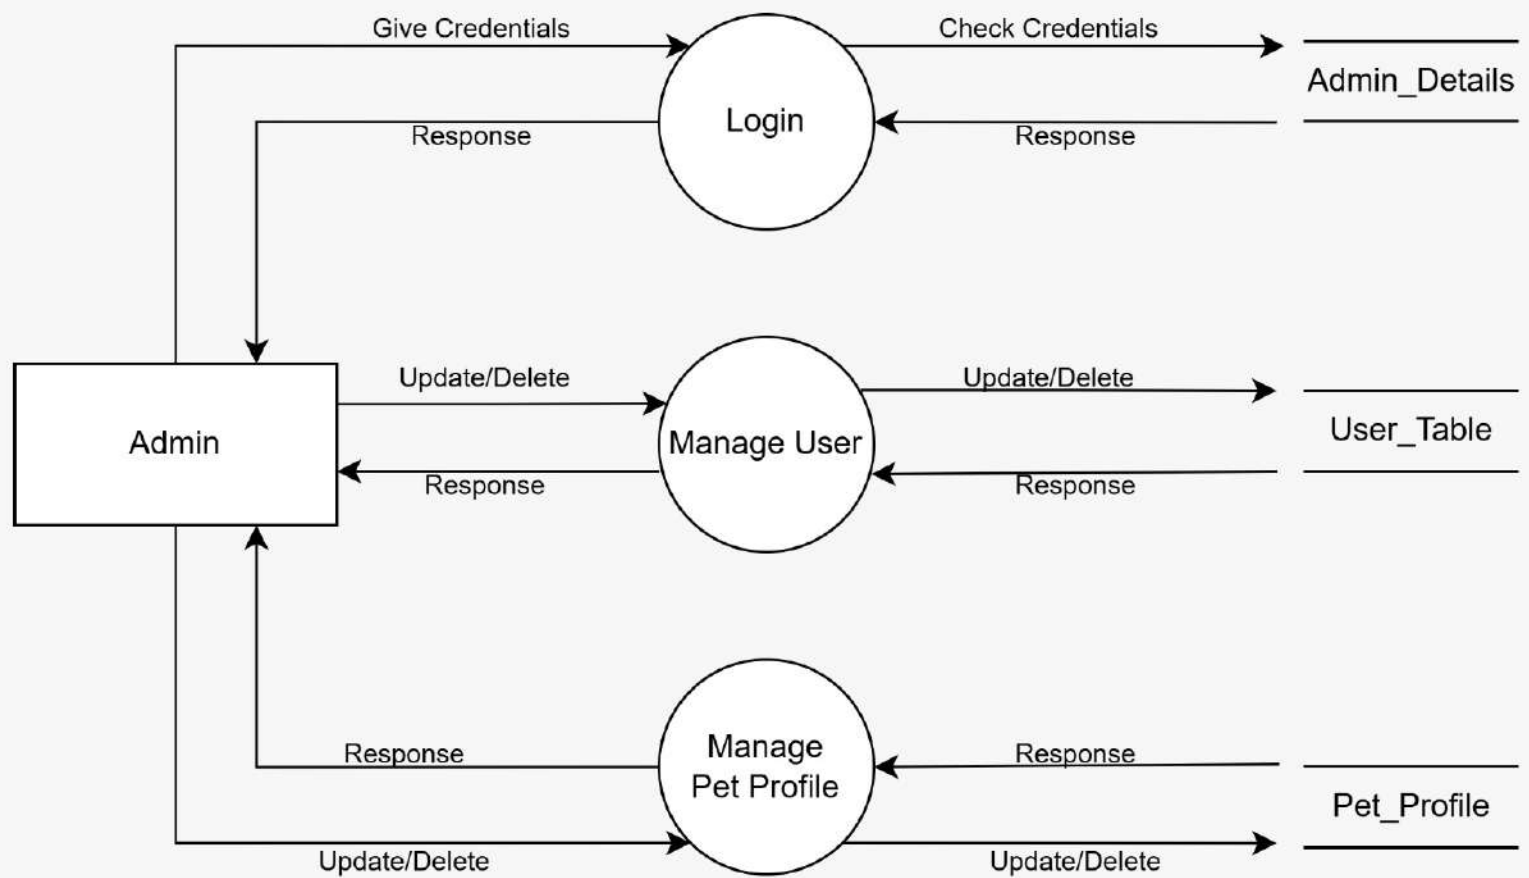 Give Credentials
Check Credentials
Admin_Details
Login
Response
Response
Update/Delete
Update/Delete
User_Table
Admin
Manage User
Response
Response
Manage
Pet Profile
Response
Response
Pet_Profile
Update/Delete
Update/Delete